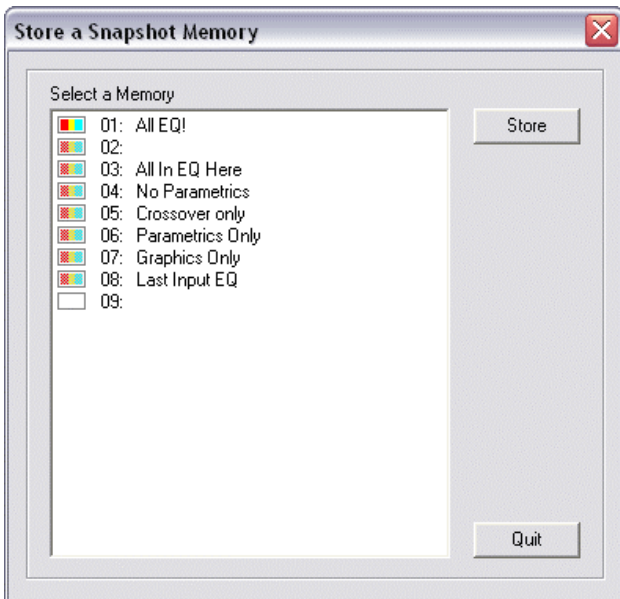 Store a Snapshot Memory
Select a Memory
01: All EQ!
02:
03: All In EQ Here
04: No Parametrics
05: Crossover only
06: Parametrics Only
07: Graphics Only
08: Last Input EQ
09:
Store
Quit